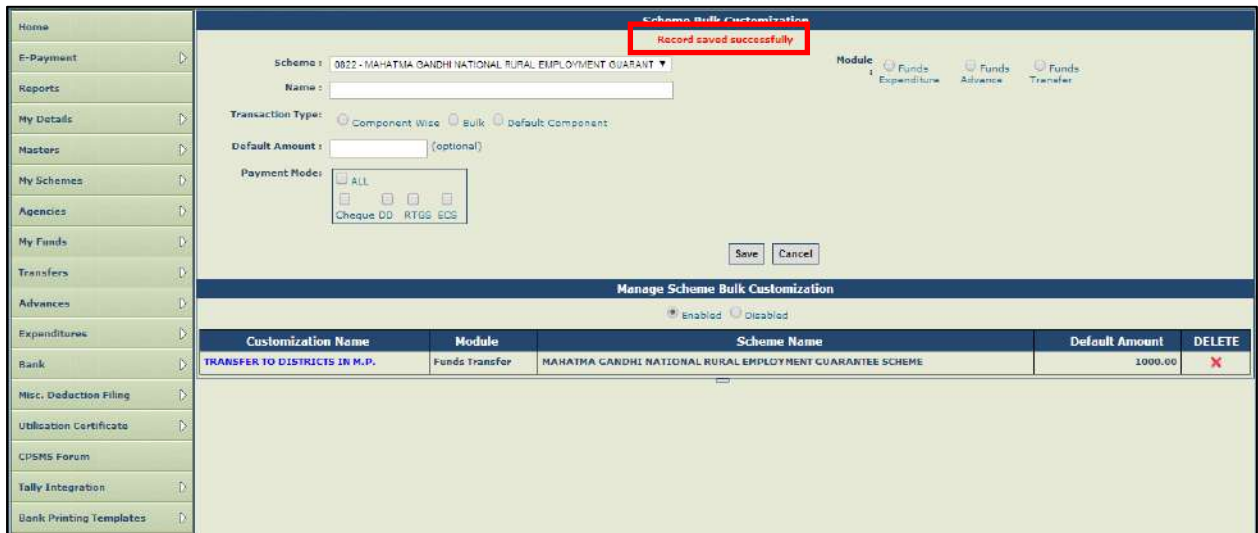 Home
E-Payment
Reports
My Details
Masters
My Schemes
Agencies
My Funds
Transfers
Advances
Expenditures
Bank
Misc. Deduction Filing
Utilisation Certificate
CPSMS Forum
Tally Integration
Bank Printing Templates
Scheme Bulk Customization
Record saved successfully
Scheme : 0822 - MAHATMA GANDHI NATIONAL RURAL EMPLOYMENT GUARANT
Module : Funds Expenditure Funds Advance Funds Transfer
Name :
Transaction Type: Component Wise Bulk Default Component
Default Amount : (optional)
Payment Mode: ALL
Cheque DD RTGS ECS
Save Cancel
Manage Scheme Bulk Customization
Enabled Disabled
Customization Name Module Scheme Name Default Amount DELETE
TRANSFER TO DISTRICTS IN M.P. Funds Transfer MAHATMA GANDHI NATIONAL RURAL EMPLOYMENT GUARANTEE SCHEME 1000.00